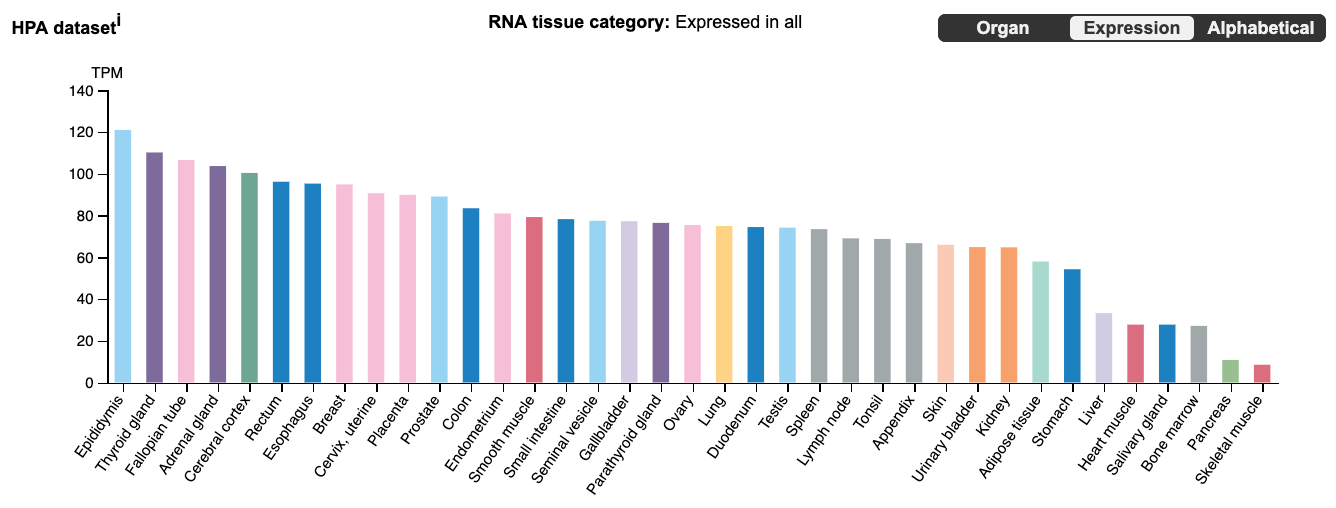 HPA dataset i
RNA tissue category: Expressed in all
Organ Expression Alphabetical
TPM
140
120
100
80
60
40
20
0
Epididymis
Thyroid gland
Fallopian tube
Adrenal gland
Cerebral cortex
Rectum
Esophagus
Breast
Cervix, uterine
Placenta
Prostate
Colon
Endometrium
Smooth muscle
Small intestine
Seminal vesicle
Gallbladder
Parathyroid gland
Ovary
Lung
Duodenum
Testis
Spleen
Lymph node
Tonsil
Appendix
Skin
Urinary bladder
Kidney
Adipose tissue
Stomach
Liver
Heart muscle
Salivary gland
Bone marrow
Pancreas
Skeletal muscle